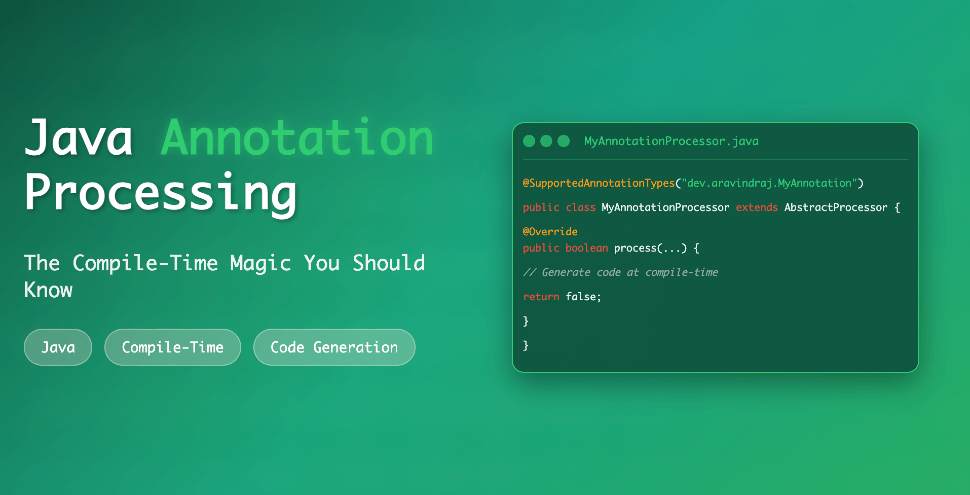 Java Annotation
Processing
The Compile-Time Magic You Should
Know
Java
Compile-Time
Code Generation
MyAnnotationProcessor.java
@SupportedAnnotationTypes("dev.aravindraj.MyAnnotation")
public class MyAnnotationProcessor extends AbstractProcessor {
@Override
public boolean process(...) {
// Generate code at compile-time
return false;
}
}